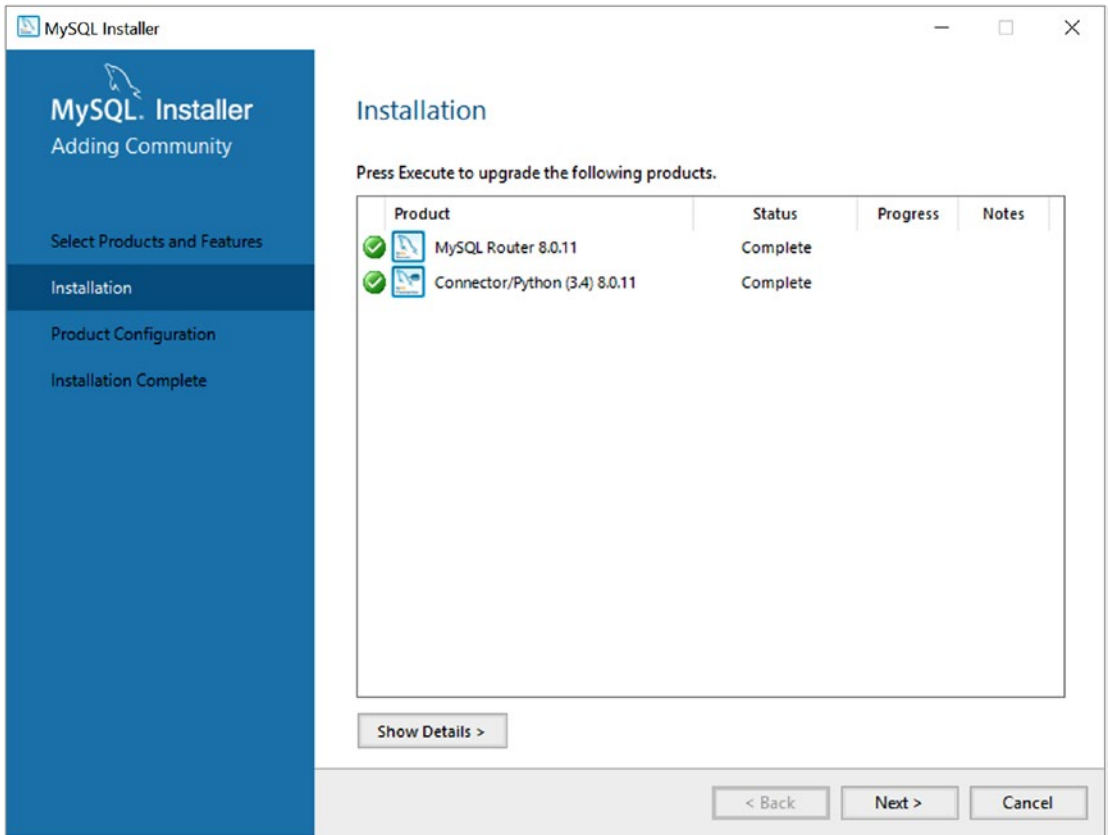 MySQL Installer
MySQL. Installer
Adding Community
Select Products and Features
Installation
Product Configuration
Installation Complete
Installation
Press Execute to upgrade the following products.
Product Status Progress Notes
MySQL Router 8.0.11 Complete
Connector/Python (3.4) 8.0.11 Complete
Show Details >
< Back Next > Cancel